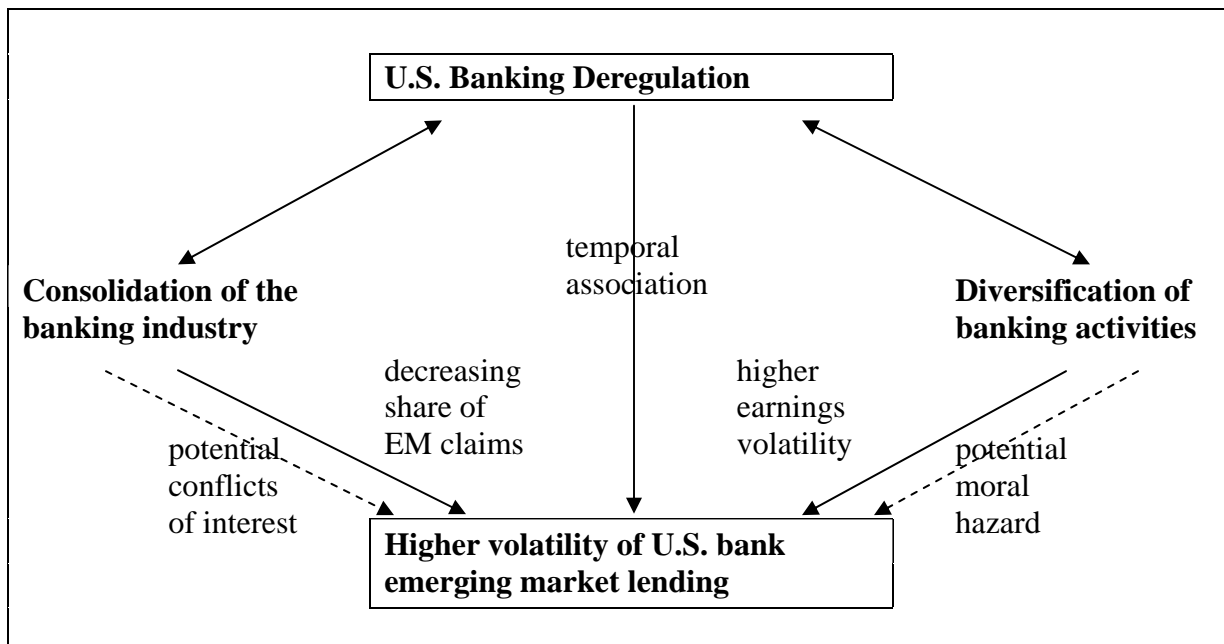 U.S. Banking Deregulation
temporal
association
Consolidation of the
banking industry
Diversification of
banking activities
decreasing
share of
EM claims
higher
earnings
volatility
potential
conflicts
of interest
potential
moral
hazard
Higher volatility of U.S. bank
emerging market lending